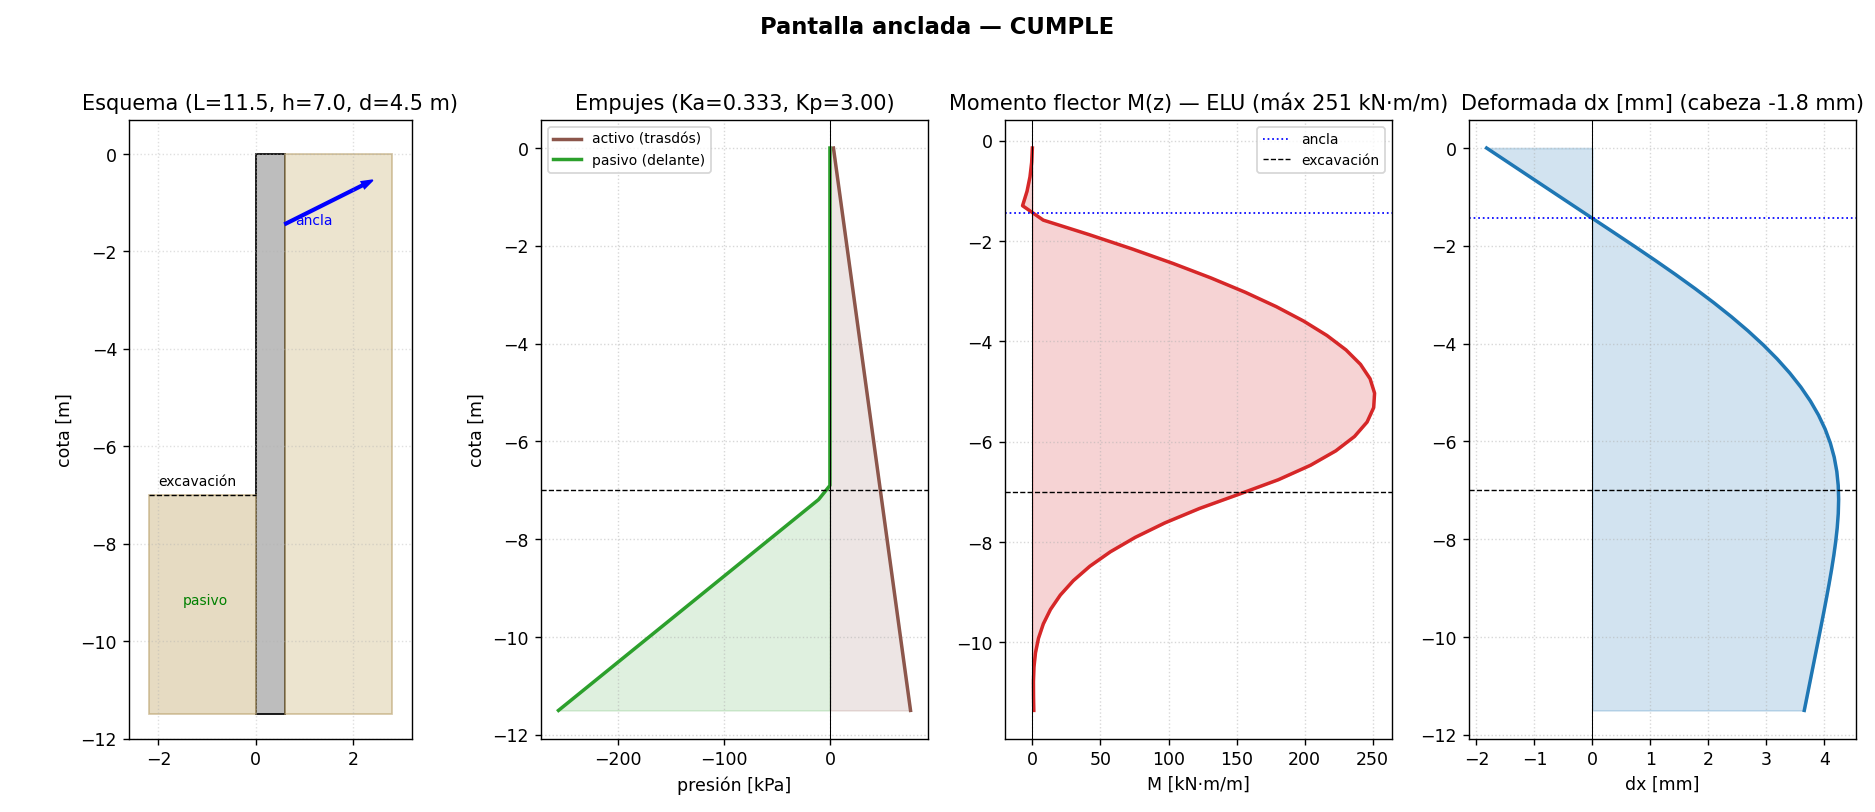 Pantalla anclada — CUMPLE
Esquema (L=11.5, h=7.0, d=4.5 m)
0
−2
−4
−6
−8
−10
−12
−2
0
2
cota [m]
ancla
excavación
pasivo
Empujes (Ka=0.333, Kp=3.00)
activo (trasdós)
pasivo (delante)
0
−2
−4
−6
−8
−10
−12
−200
−100
0
cota [m]
presión [kPa]
Momento flector M(z) — ELU (máx 251 kN·m/m)
ancla
excavación
0
−2
−4
−6
−8
−10
0
50
100
150
200
250
M [kN·m/m]
Deformada dx [mm] (cabeza -1.8 mm)
0
−2
−4
−6
−8
−10
−12
−2
−1
0
1
2
3
4
dx [mm]